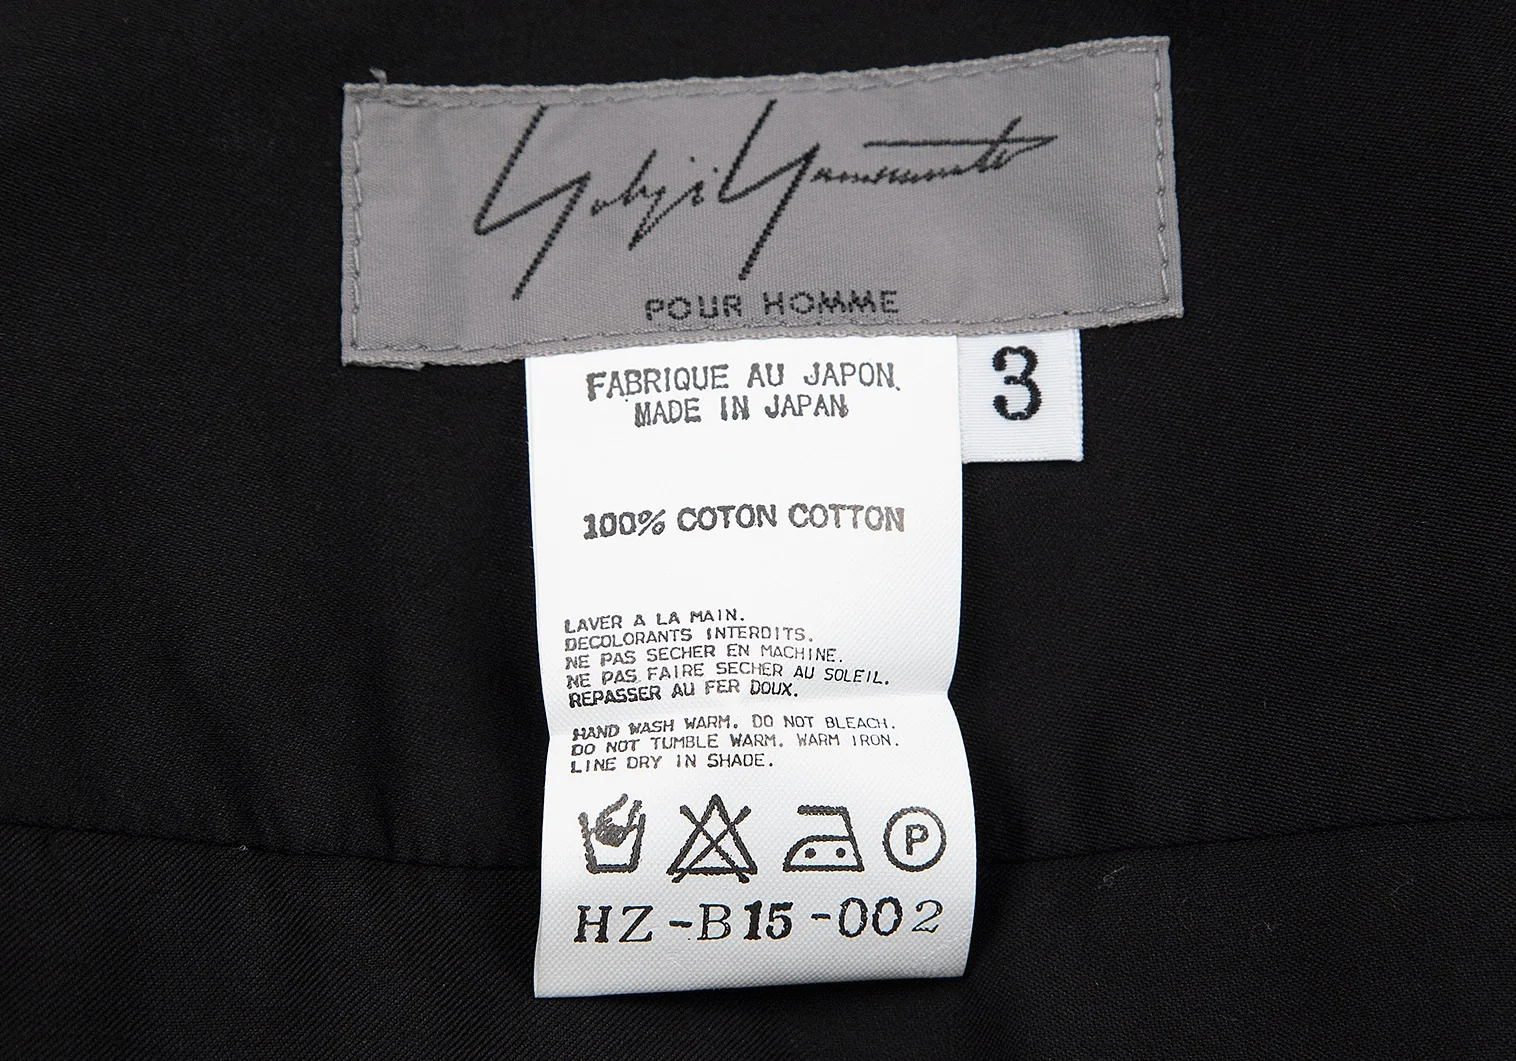 Yohji Yamamoto
POUR HOMME
3
FABRIQUE AU JAPON.
MADE IN JAPAN
100% COTON COTTON
LAVER A LA MAIN.
DECOLORANTS INTERDITS.
NE PAS SECHER EN MACHINE.
NE PAS FAIRE SECHER AU SOLEIL.
REPASSER AU FER DOUX.
HAND WASH WARM. DO NOT BLEACH.
DO NOT TUMBLE WARM. WARM IRON.
LINE DRY IN SHADE.
P
HZ-B15-002